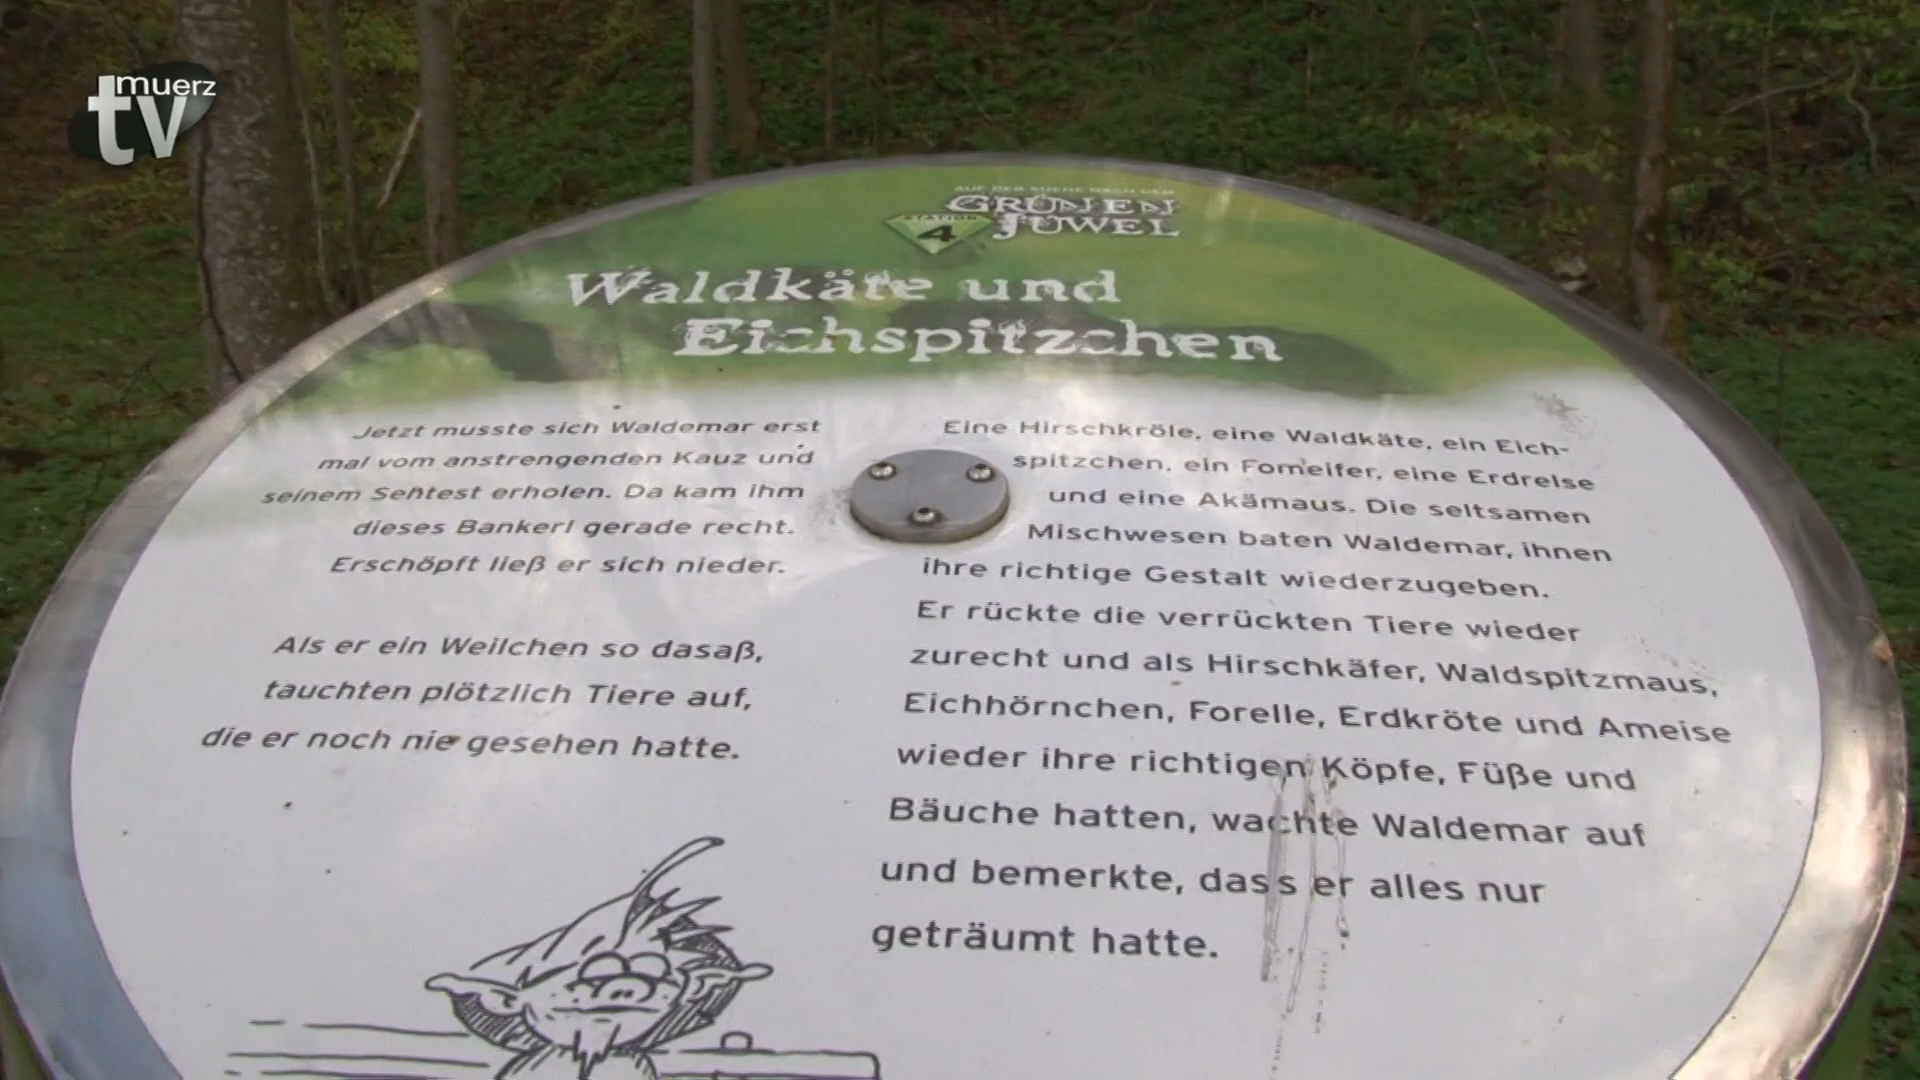 muerz
tv
AUF DER SUCHE NACH DEM
GRÜNEN
JUWEL
STATION
4
Waldkäte und
Eichspitzchen
Jetzt musste sich Waldemar erst
mal vom anstrengenden Kauz und
seinem Sehtest erholen. Da kam ihm
dieses Bankerl gerade recht.
Erschöpft ließ er sich nieder.
Als er ein Weilchen so dasaß,
tauchten plötzlich Tiere auf,
die er noch nie gesehen hatte.
Eine Hirschkröle, eine Waldkäte, ein Eich-
spitzchen, ein Fomeifer, eine Erdrelse
und eine Akämaus. Die seltsamen
Mischwesen baten Waldemar, ihnen
ihre richtige Gestalt wiederzugeben.
Er rückte die verrückten Tiere wieder
zurecht und als Hirschkäfer, Waldspitzmaus,
Eichhörnchen, Forelle, Erdkröte und Ameise
wieder ihre richtigen Köpfe, Füße und
Bäuche hatten, wachte Waldemar auf
und bemerkte, dass er alles nur
geträumt hatte.